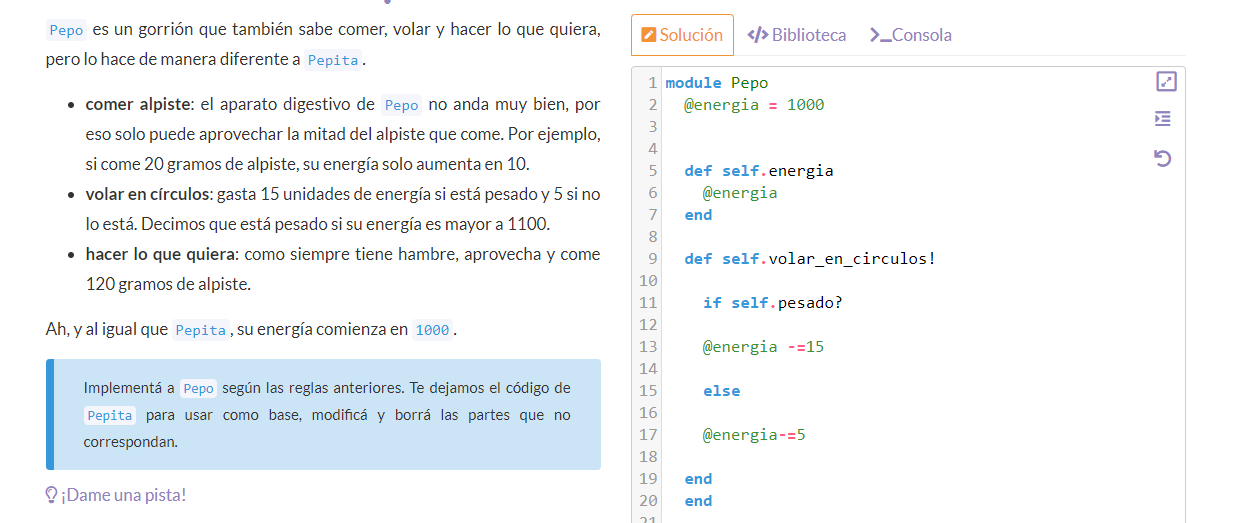 Pepo es un gorrión que también sabe comer, volar y hacer lo que quiera,
pero lo hace de manera diferente a Pepita.
• comer alpiste: el aparato digestivo de Pepo no anda muy bien, por
eso solo puede aprovechar la mitad del alpiste que come. Por ejemplo,
si come 20 gramos de alpiste, su energía solo aumenta en 10.
• volar en círculos: gasta 15 unidades de energía si está pesado y 5 si no
lo está. Decimos que está pesado si su energía es mayor a 1100.
• hacer lo que quiera: como siempre tiene hambre, aprovecha y come
120 gramos de alpiste.
Ah, y al igual que Pepita, su energía comienza en 1000.
Implementá a Pepo según las reglas anteriores. Te dejamos el código de
Pepita para usar como base, modificá y borrá las partes que no
correspondan.
¡Dame una pista!
Solución </> Biblioteca >_Consola
1 module Pepo
2 @energia = 1000
3
4
5 def self.energia
6 @energia
7 end
8
9 def self.volar_en_circulos!
10
11 if self.pesado?
12
13 @energia -=15
14
15 else
16
17 @energia-=5
18
19 end
20 end
21